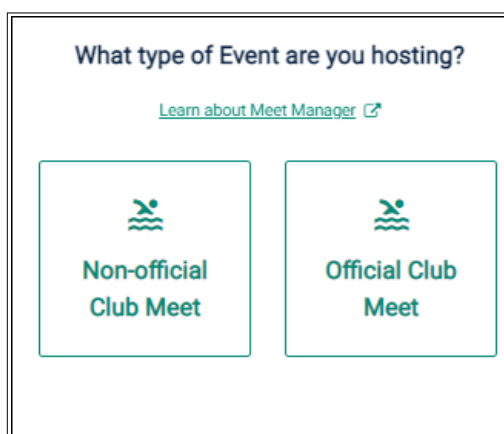 What type of Event are you hosting?
Learn about Meet Manager
Non-official
Club Meet
Official Club
Meet